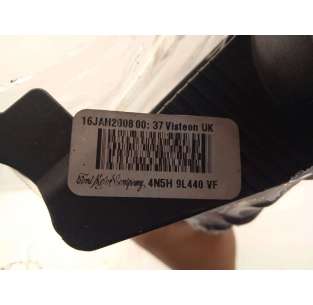 16JAN2008 00: 37 Visteon UK
Ford Motor Company, 4N5H 9L440 VF